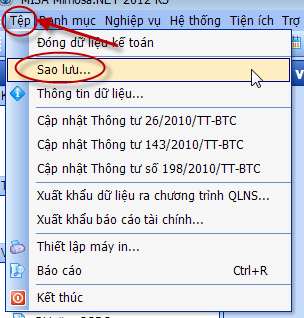 MISA Mimosa.NET 2012 R3
Tệp Danh mục Nghiệp vụ Hệ thống Tiện ích Trợ
Đóng dữ liệu kế toán
Sao lưu...
Thông tin dữ liệu...
Cập nhật Thông tư 26/2010/TT-BTC
Cập nhật Thông tư 143/2010/TT-BTC
Cập nhật Thông tư số 198/2010/TT-BTC
Xuất khẩu dữ liệu ra chương trình QLNS...
Xuất khẩu báo cáo tài chính...
Thiết lập máy in...
Báo cáo Ctrl+R
Kết thúc